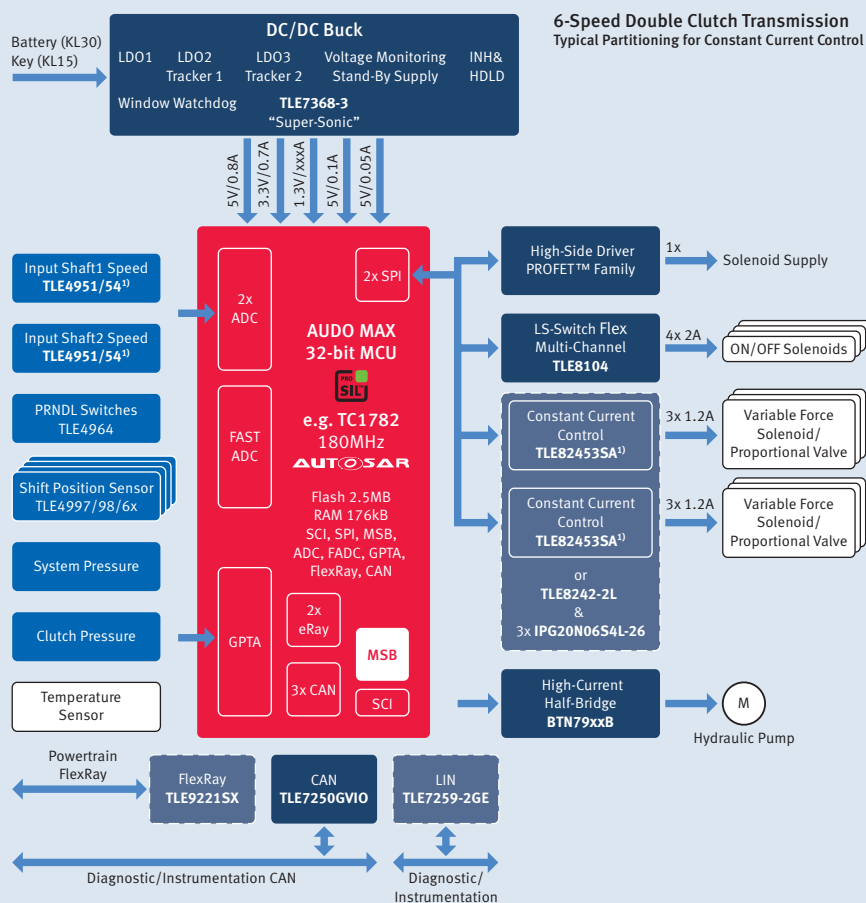 6-Speed Double Clutch Transmission
Typical Partitioning for Constant Current Control
Battery (KL30)
Key (KL15)
DC/DC Buck
LDO1
LDO2
Tracker 1
LDO3
Tracker 2
Voltage Monitoring
Stand-By Supply
INH&
HDLD
Window Watchdog
TLE7368-3
“Super-Sonic”
5V/0.8A
3.3V/0.7A
1.3V/xxxA
5V/0.1A
5V/0.05A
Input Shaft1 Speed
TLE4951/54¹⁾
Input Shaft2 Speed
TLE4951/54¹⁾
PRNDL Switches
TLE4964
Shift Position Sensor
TLE4997/98/6x
System Pressure
Clutch Pressure
Temperature
Sensor
2x
ADC
FAST
ADC
GPTA
2x SPI
AUDO MAX
32-bit MCU
PRO
SIL™
e.g. TC1782
180MHz
AUTOSAR
Flash 2.5MB
RAM 176kB
SCI, SPI, MSB,
ADC, FADC, GPTA,
FlexRay, CAN
2x
eRay
3x CAN
MSB
SCI
High-Side Driver
PROFET™ Family
1x
Solenoid Supply
LS-Switch Flex
Multi-Channel
TLE8104
4x 2A
ON/OFF Solenoids
Constant Current
Control
TLE82453SA¹⁾
3x 1.2A
Variable Force
Solenoid/
Proportional Valve
Constant Current
Control
TLE82453SA¹⁾
3x 1.2A
Variable Force
Solenoid/
Proportional Valve
or
TLE8242-2L
&
3x IPG20N06S4L-26
High-Current
Half-Bridge
BTN79xxB
M
Hydraulic Pump
Powertrain
FlexRay
FlexRay
TLE9221SX
CAN
TLE7250GVIO
LIN
TLE7259-2GE
Diagnostic/Instrumentation CAN
Diagnostic/
Instrumentation